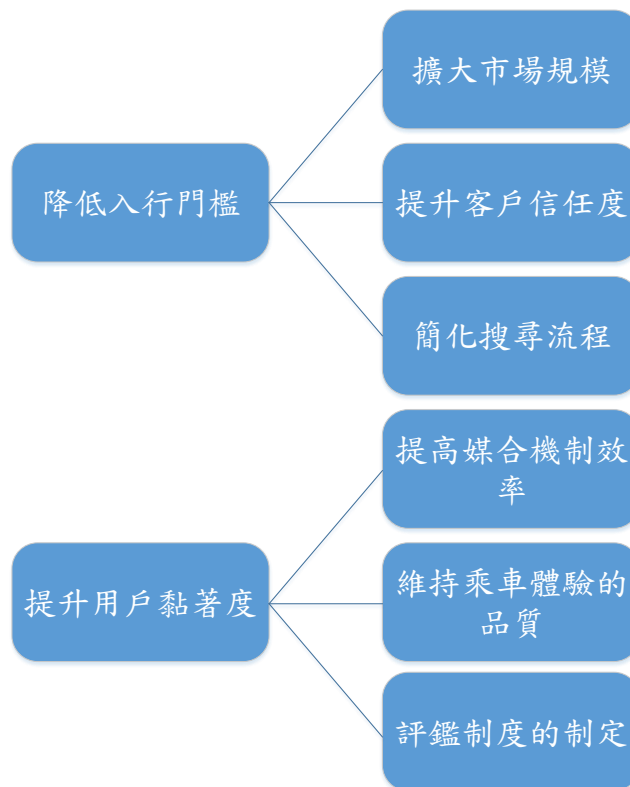 降低入行門檻
擴大市場規模
提升客戶信任度
簡化搜尋流程
提升用戶黏著度
提高媒合機制效
率
維持乘車體驗的
品質
評鑑制度的制定